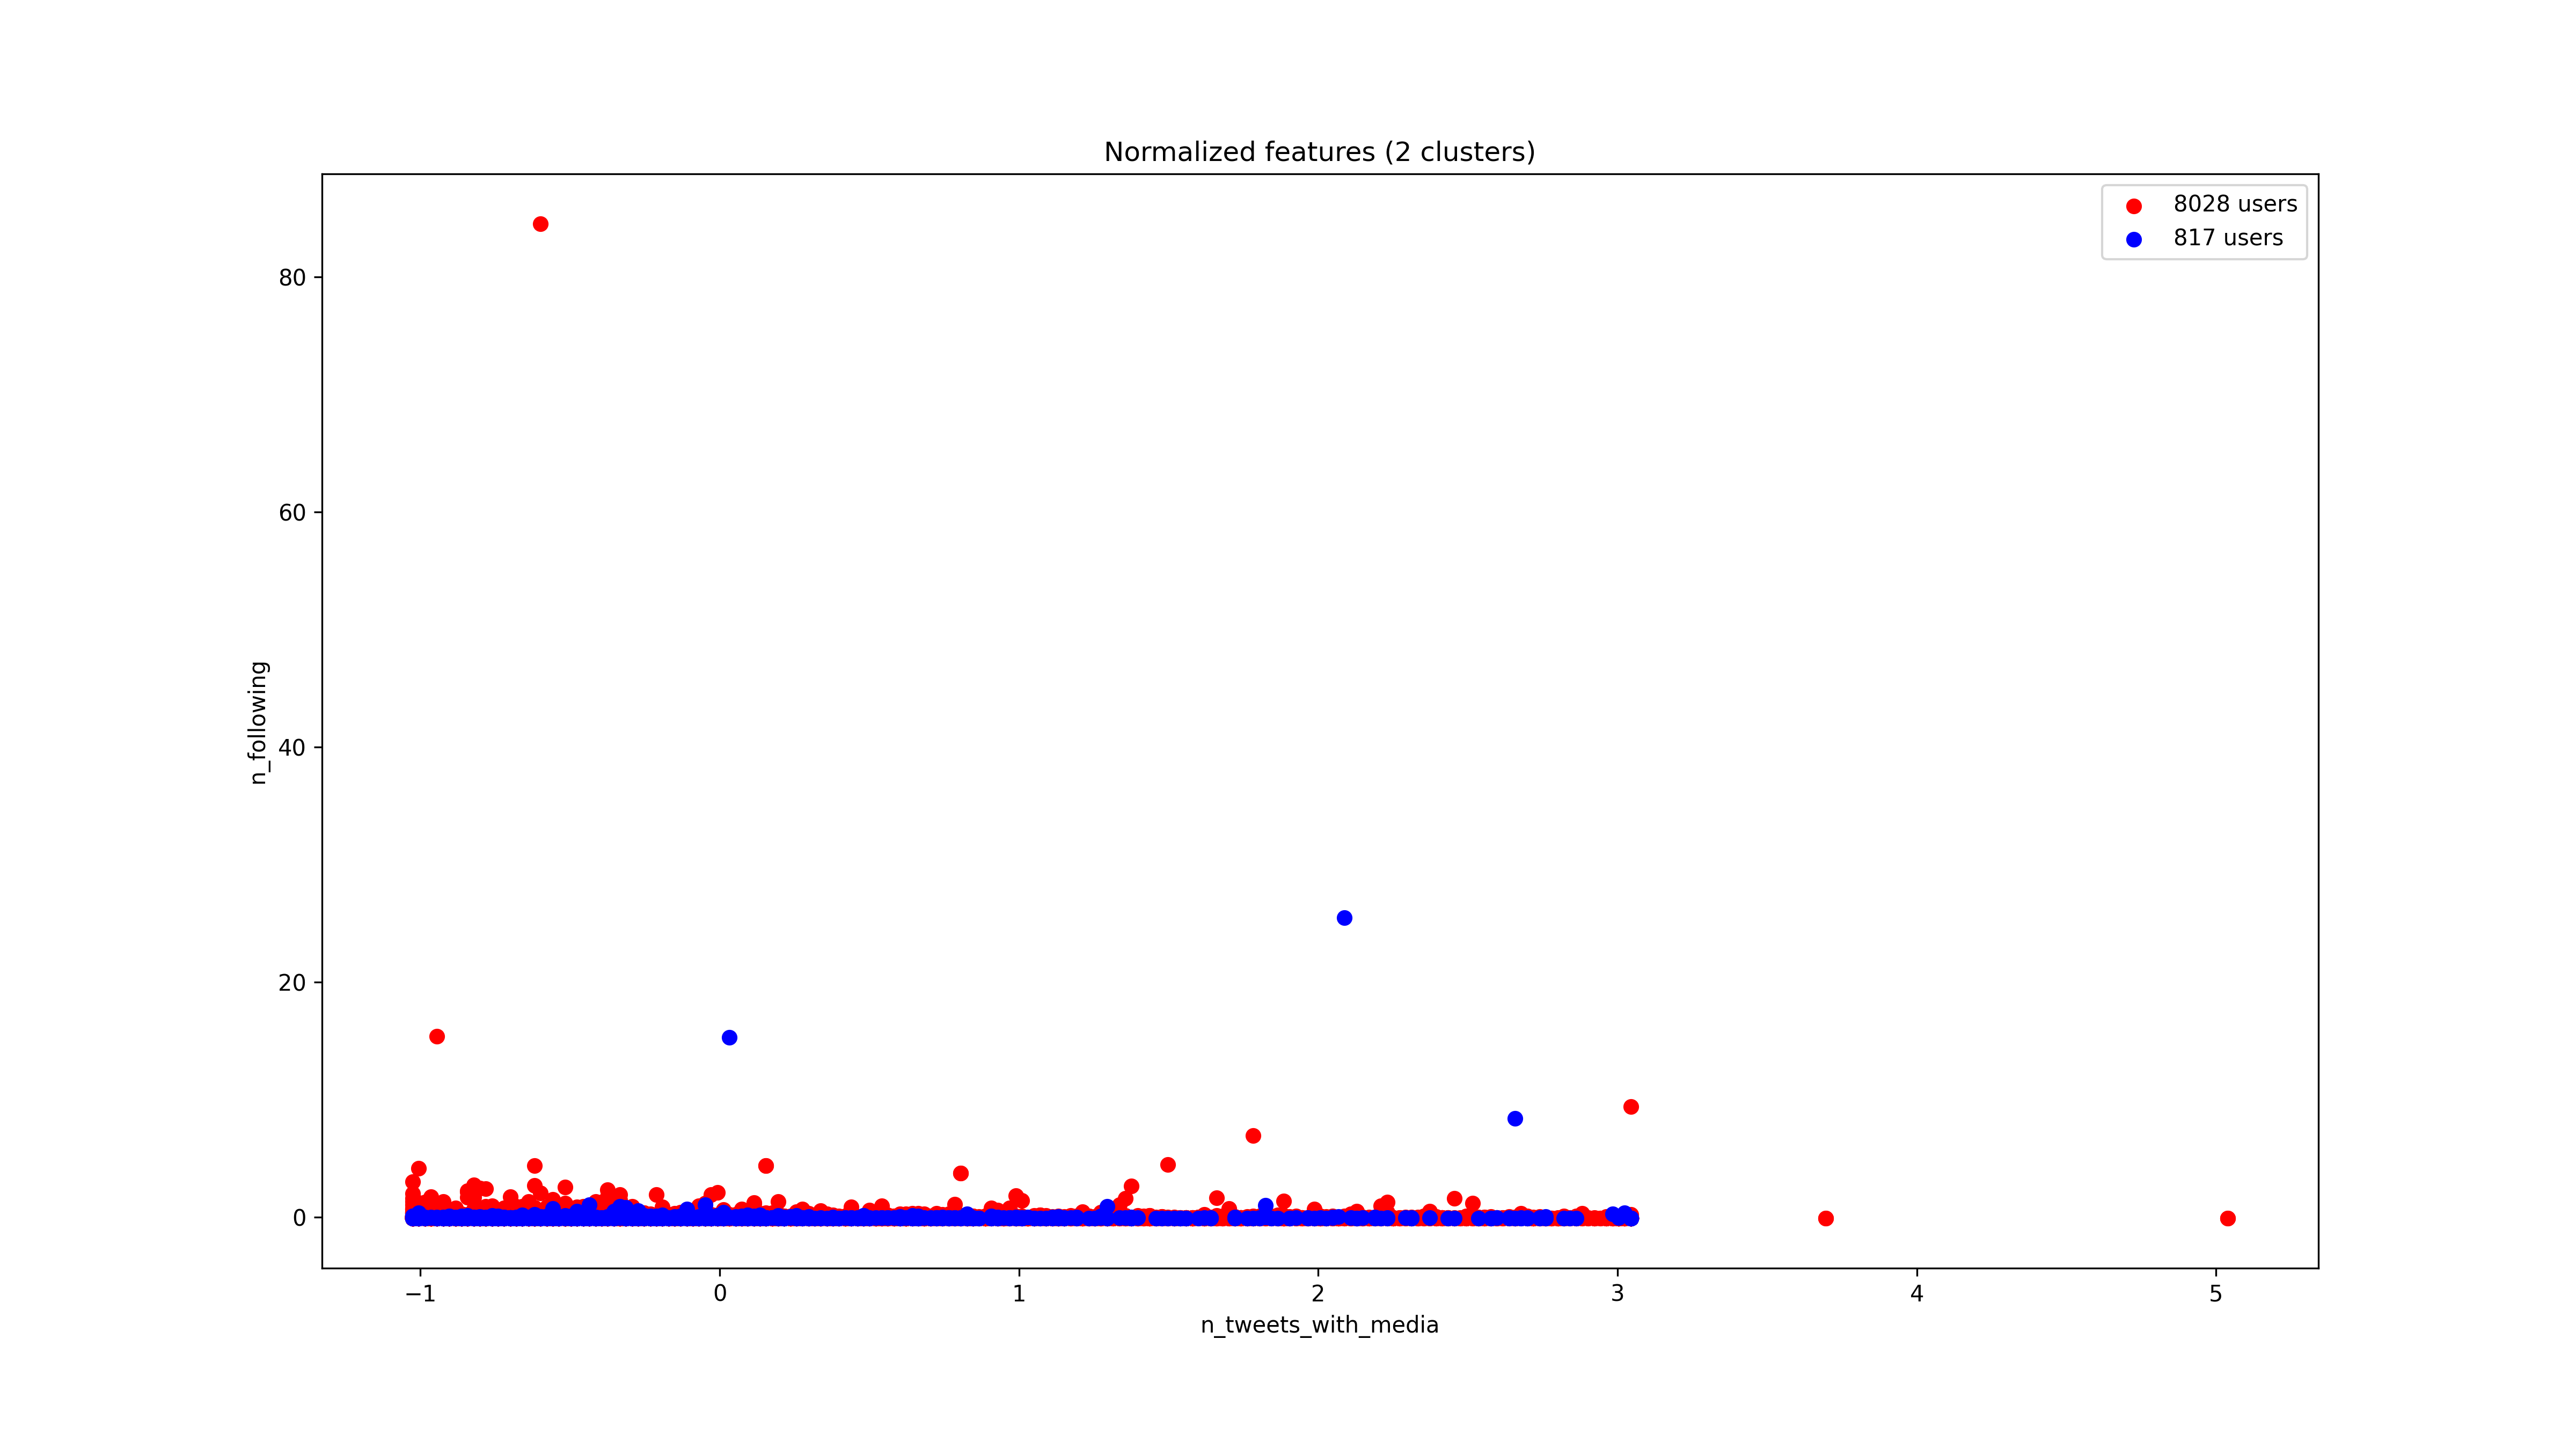 Normalized features (2 clusters)
8028 users
817 users
80
60
40
20
0
n_following
−1
0
1
2
3
4
5
n_tweets_with_media